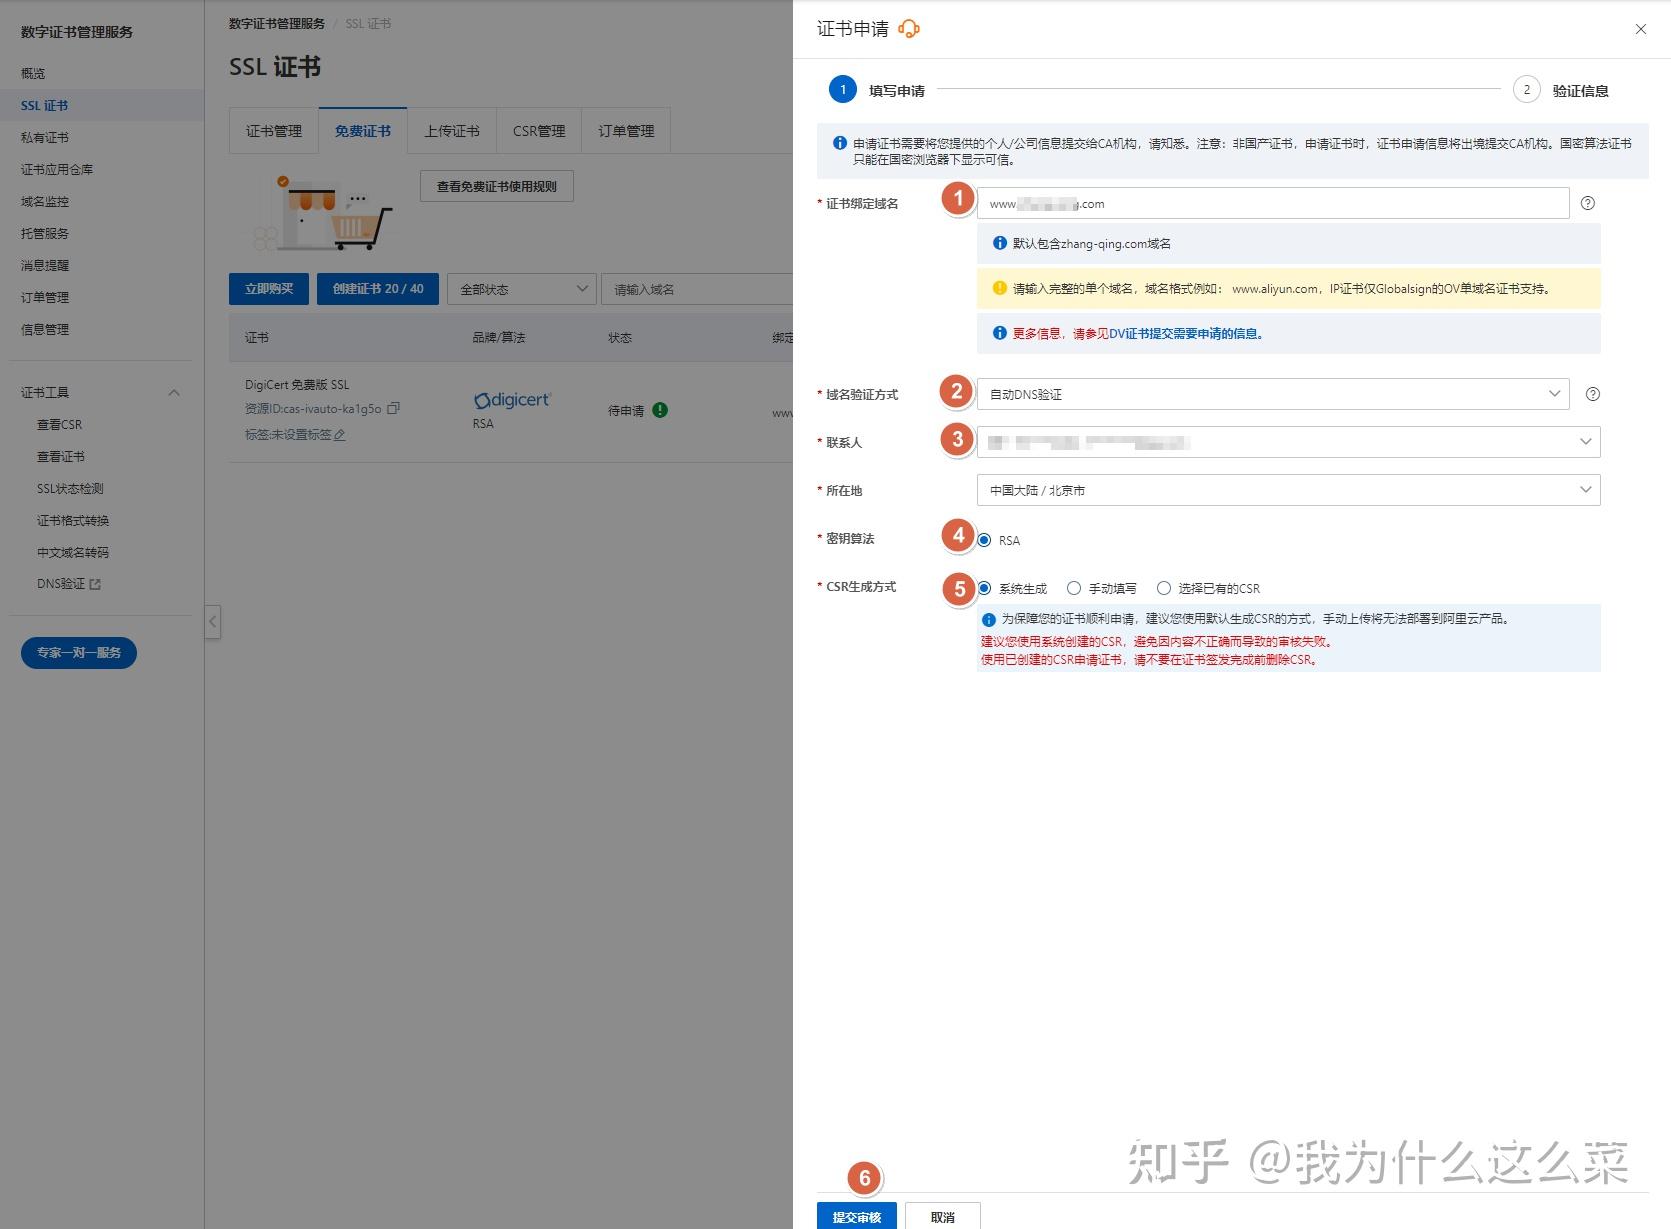 数字证书管理服务
概览
SSL 证书
私有证书
证书应用仓库
域名监控
托管服务
消息提醒
订单管理
信息管理
证书工具
查看CSR
查看证书
SSL状态检测
证书格式转换
中文域名转码
DNS验证
专家一对一服务
数字证书管理服务 / SSL 证书
SSL 证书
证书管理 免费证书 上传证书 CSR管理 订单管理
查看免费证书使用规则
立即购买 创建证书 20 / 40 全部状态 请输入域名
证书 品牌/算法 状态 绑定
DigiCert 免费版 SSL
资源ID:cas-ivauto-ka1g5o
标签:未设置标签
digicert
RSA
待申请
www
证书申请
1 填写申请 2 验证信息
申请证书需要将您提供的个人/公司信息提交给CA机构，请知悉。注意：非国产证书，申请证书时，证书申请信息将出境提交CA机构。国密算法证书
只能在国密浏览器下显示可信。
* 证书绑定域名 1 www. .com
默认包含zhang-qing.com域名
请输入完整的单个域名，域名格式例如： www.aliyun.com，IP证书仅Globalsign的OV单域名证书支持。
更多信息，请参见DV证书提交需要申请的信息。
* 域名验证方式 2 自动DNS验证
* 联系人 3
* 所在地 中国大陆 / 北京市
* 密钥算法 4 RSA
* CSR生成方式 5 系统生成 手动填写 选择已有的CSR
为保障您的证书顺利申请，建议您使用默认生成CSR的方式，手动上传将无法部署到阿里云产品。
建议您使用系统创建的CSR，避免因内容不正确而导致的审核失败。
使用已创建的CSR申请证书，请不要在证书签发完成前删除CSR。
知乎 @我为什么这么菜
6
提交审核 取消